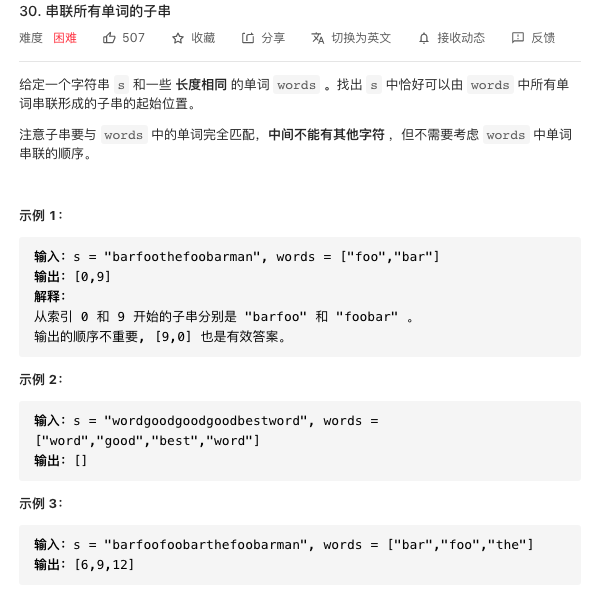 30. 串联所有单词的子串
难度 困难 507 收藏 分享 切换为英文 接收动态 反馈
给定一个字符串 s 和一些 长度相同 的单词 words 。找出 s 中恰好可以由 words 中所有单
词串联形成的子串的起始位置。
注意子串要与 words 中的单词完全匹配，中间不能有其他字符 ，但不需要考虑 words 中单词
串联的顺序。
示例 1：
输入：s = "barfoothefoobarman", words = ["foo","bar"]
输出：[0,9]
解释：
从索引 0 和 9 开始的子串分别是 "barfoo" 和 "foobar" 。
输出的顺序不重要, [9,0] 也是有效答案。
示例 2：
输入：s = "wordgoodgoodgoodbestword", words =
["word","good","best","word"]
输出：[]
示例 3：
输入：s = "barfoofoobarthefoobarman", words = ["bar","foo","the"]
输出：[6,9,12]